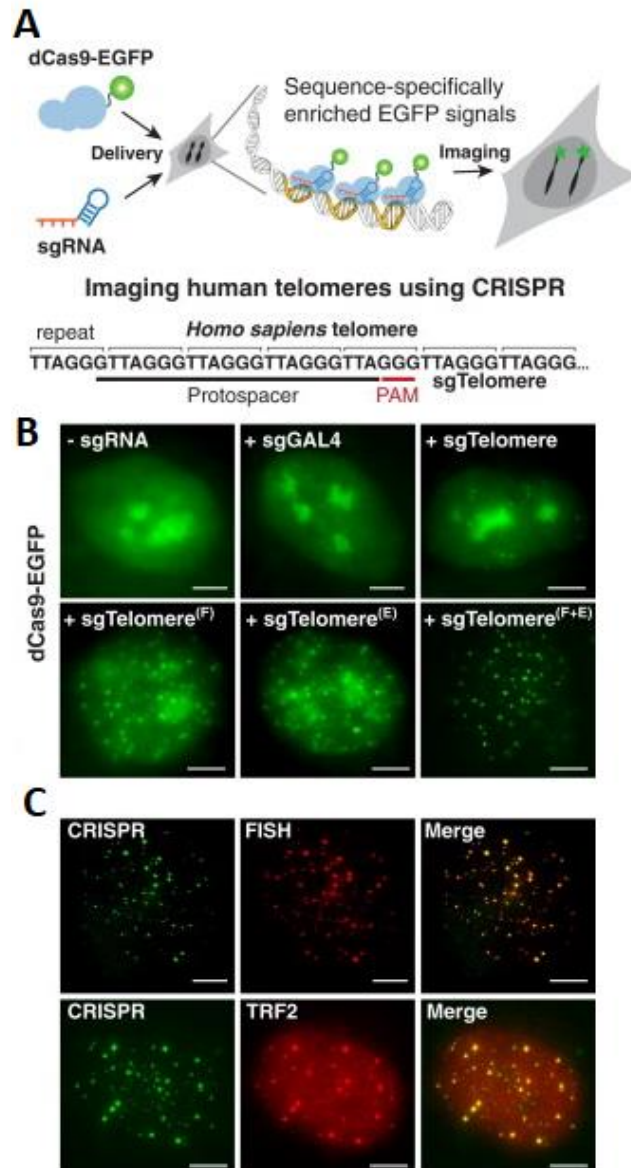 A
dCas9-EGFP
Sequence-specifically
enriched EGFP signals
Delivery
Imaging
sgRNA
Imaging human telomeres using CRISPR
repeat Homo sapiens telomere
TTAGGGTTAGGGTTAGGGTTAGGGTTAGGGTTAGGGTTAGGG...
Protospacer PAM sgTelomere
B
dCas9-EGFP
- sgRNA + sgGAL4 + sgTelomere
+ sgTelomere(F) + sgTelomere(E) + sgTelomere(F+E)
C
CRISPR FISH Merge
CRISPR TRF2 Merge